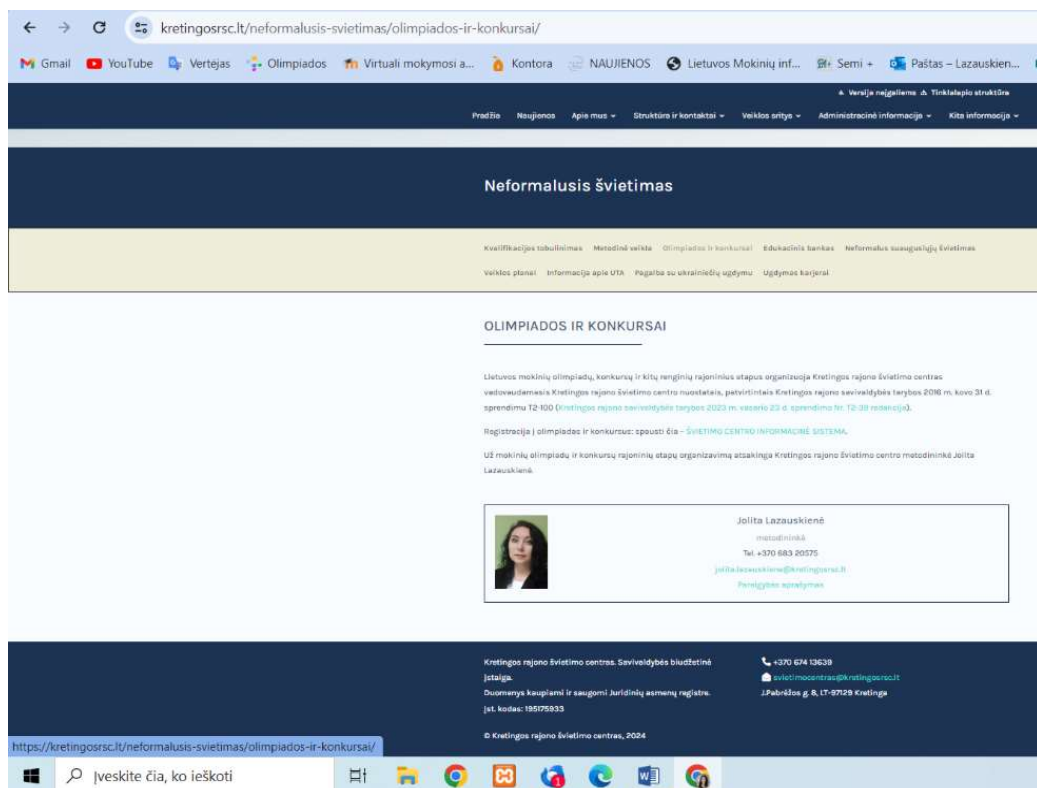 kretingosrsc.lt/neformalusis-svietimas/olimpiados-ir-konkursai/
Gmail YouTube Vertėjas Olimpiados Virtuali mokymosi a... Kontora NAUJIENOS Lietuvos Mokinių inf... Semi + Paštas – Lazauskien...
Versija neįgaliems Tinklalapio struktūra
Pradžia Naujienos Apie mus Struktūra ir kontaktai Veiklos sritys Administracinė informacija Kita informacija
Neformalusis švietimas
Kvalifikacijos tobulinimas Metodinė veikla Olimpiados ir konkursai Edukacinis bankas Neformalus suaugusiųjų švietimas
Veiklos planai Informacija apie UTA Pagalba su ukrainiečių ugdymu Ugdymas karjerai
OLIMPIADOS IR KONKURSAI
Lietuvos mokinių olimpiadų, konkursų ir kitų renginių rajoninius etapus organizuoja Kretingos rajono švietimo centras
vadovaudamasis Kretingos rajono švietimo centro nuostatais, patvirtintais Kretingos rajono savivaldybės tarybos 2016 m. kovo 31 d.
sprendimu T2-100 (Kretingos rajono savivaldybės tarybos 2023 m. vasario 23 d. sprendimo Nr. T2-39 redakcija).
Registracija į olimpiadas ir konkursus: spausti čia – ŠVIETIMO CENTRO INFORMACINĖ SISTEMA.
Už mokinių olimpiadų ir konkursų rajoninių etapų organizavimą atsakinga Kretingos rajono švietimo centro metodininkė Jolita
Lazauskienė.
Jolita Lazauskienė
metodininkė
Tel. +370 683 20575
jolita.lazauskiene@kretingosrsc.lt
Pareigybės aprašymas
Kretingos rajono švietimo centras. Savivaldybės biudžetinė
įstaiga.
Duomenys kaupiami ir saugomi Juridinių asmenų registre.
Įst. kodas: 195175933
© Kretingos rajono švietimo centras, 2024
+370 674 13639
svietimocentras@kretingosrsc.lt
J.Pabrėžos g. 8, LT-97129 Kretinga
https://kretingosrsc.lt/neformalusis-svietimas/olimpiados-ir-konkursai/
Įveskite čia, ko ieškoti